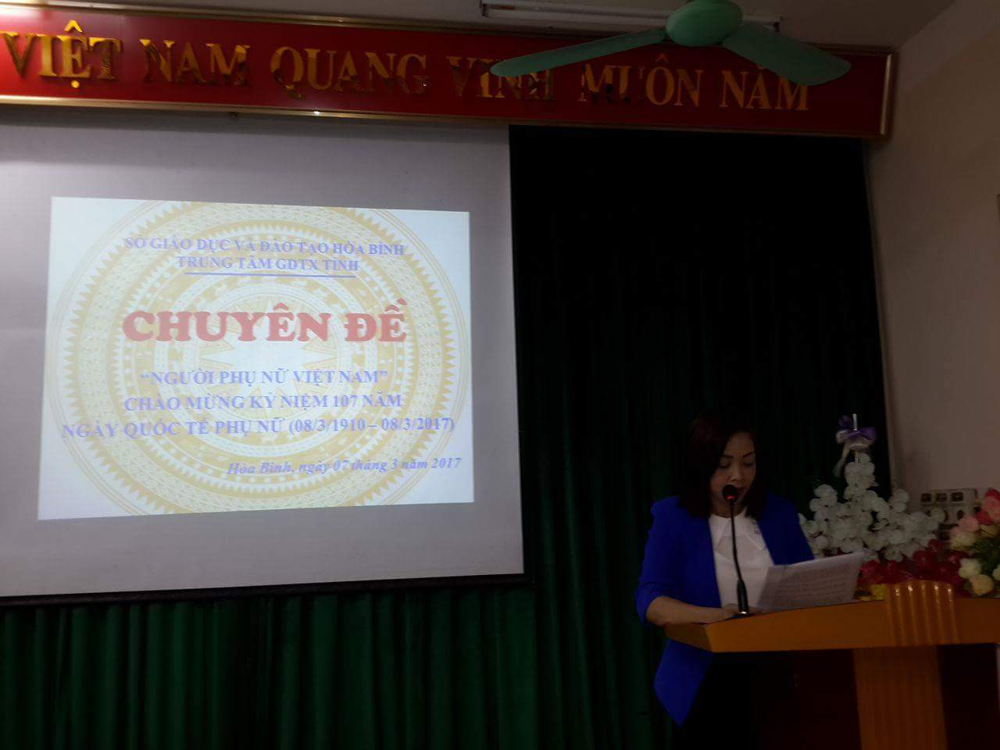 VIỆT NAM QUANG VINH MUÔN NĂM
SỞ GIÁO DỤC VÀ ĐÀO TẠO HÒA BÌNH
TRUNG TÂM GDTX TỈNH
CHUYÊN ĐỀ
“NGƯỜI PHỤ NỮ VIỆT NAM”
CHÀO MỪNG KỶ NIỆM 107 NĂM
NGÀY QUỐC TẾ PHỤ NỮ (08/3/1910 – 08/3/2017)
Hòa Bình, ngày 07 tháng 3 năm 2017